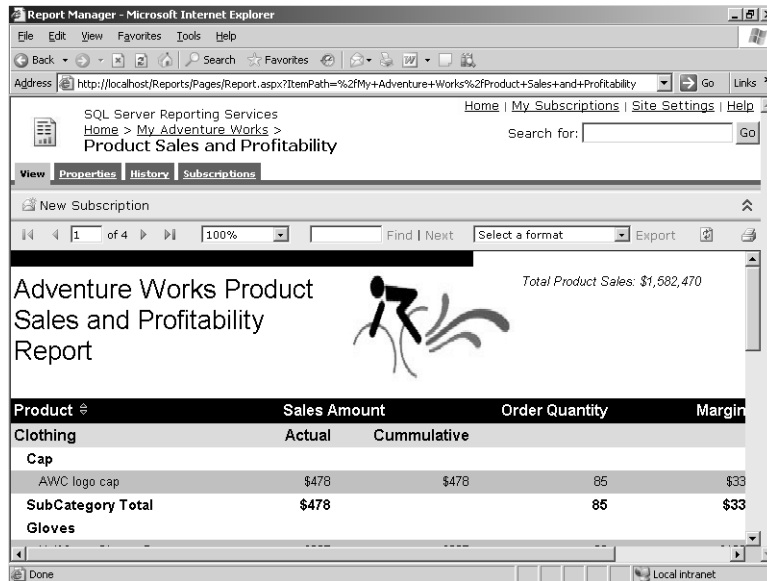 Report Manager - Microsoft Internet Explorer
File Edit View Favorites Tools Help
Back Search Favorites
Address http://localhost/Reports/Pages/Report.aspx?ItemPath=%2fMy+Adventure+Works%2fProduct+Sales+and+Profitability Go Links
Home | My Subscriptions | Site Settings | Help
SQL Server Reporting Services
Home > My Adventure Works >
Product Sales and Profitability
Search for: Go
View Properties History Subscriptions
New Subscription
1 of 4 100% Find | Next Select a format Export
Adventure Works Product
Sales and Profitability
Report
Total Product Sales: $1,582,470
Product Sales Amount Order Quantity Margin
Clothing Actual Cummulative
Cap
AWC logo cap $478 $478 85 $33
SubCategory Total $478 85 $33
Gloves
Done Local intranet